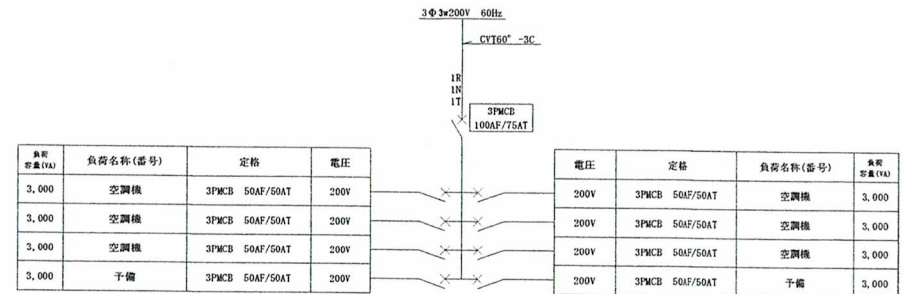 3Φ3w200V 60Hz
CVT60° -3C
1R
1N
1T
3PMCB
100AF/75AT
負荷容量(VA) 負荷名称(番号) 定格 電圧
3,000 空調機 3PMCB 50AF/50AT 200V
3,000 空調機 3PMCB 50AF/50AT 200V
3,000 空調機 3PMCB 50AF/50AT 200V
3,000 予備 3PMCB 50AF/50AT 200V
電圧 定格 負荷名称(番号) 負荷容量(VA)
200V 3PMCB 50AF/50AT 空調機 3,000
200V 3PMCB 50AF/50AT 空調機 3,000
200V 3PMCB 50AF/50AT 空調機 3,000
200V 3PMCB 50AF/50AT 予備 3,000